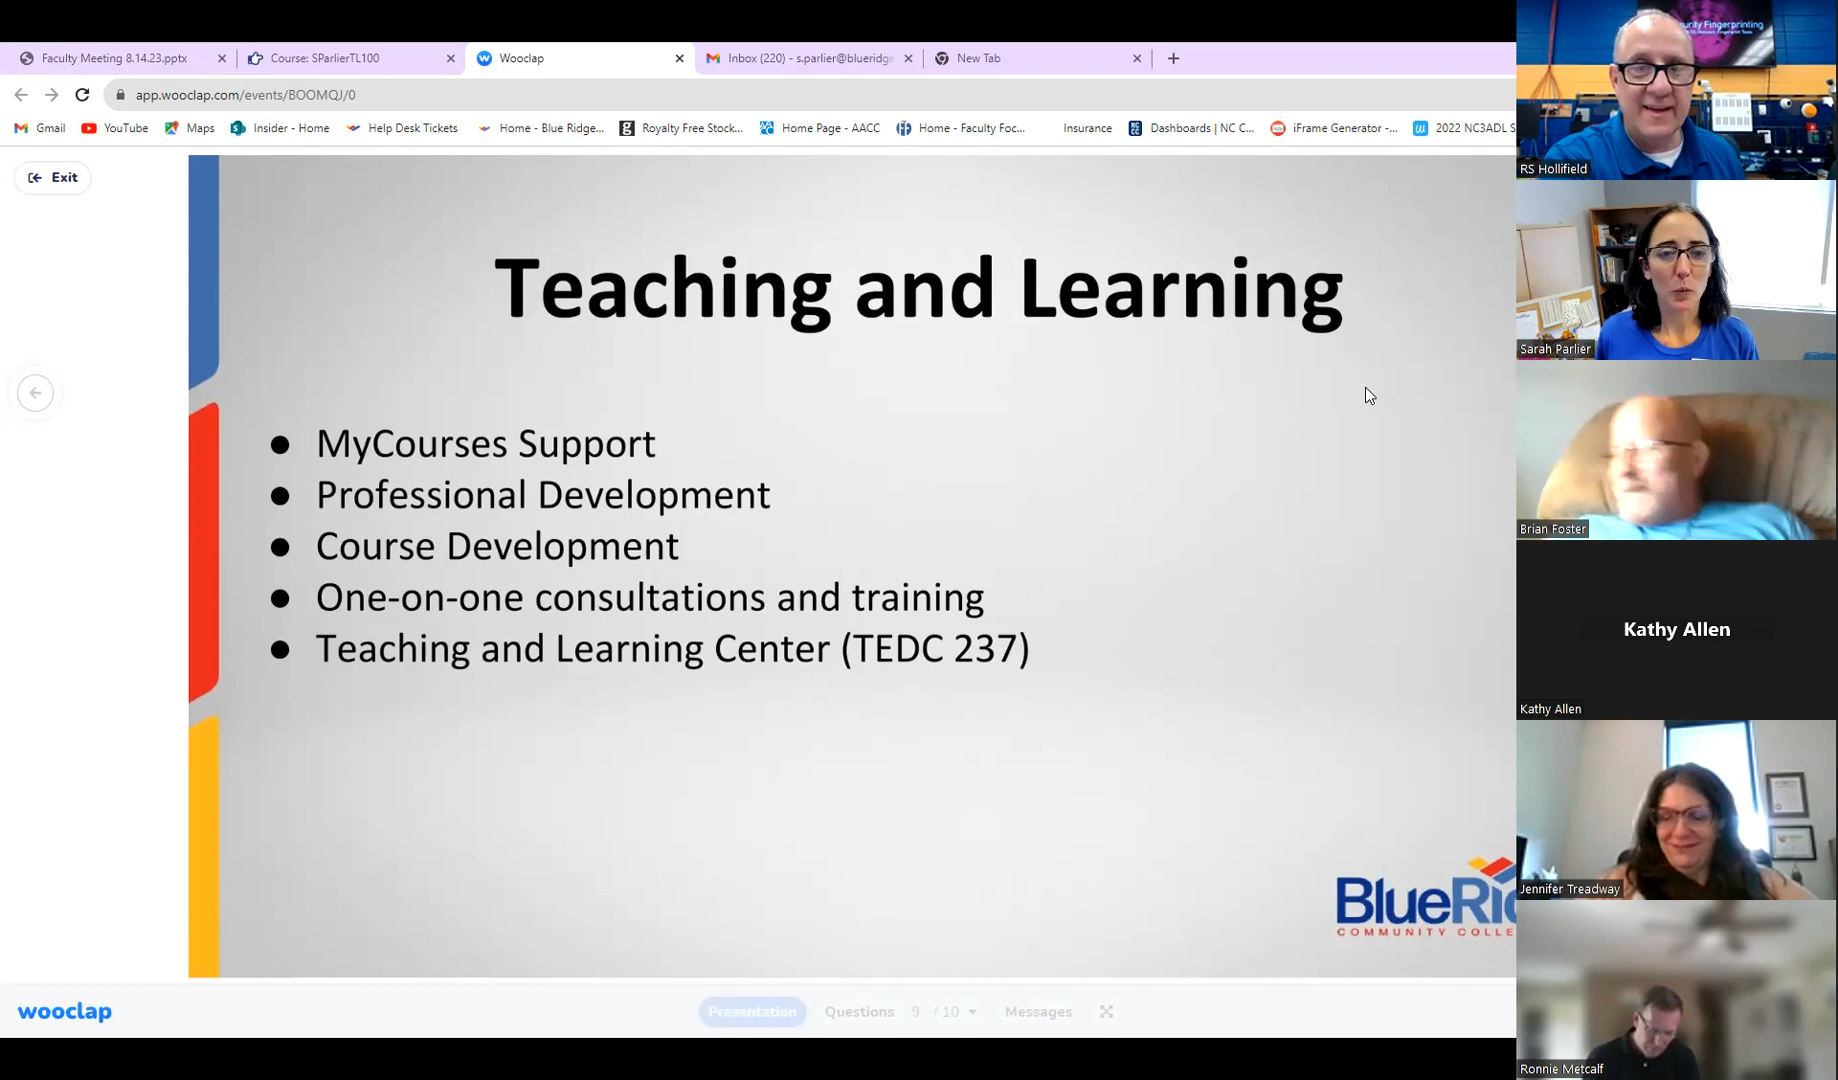 Faculty Meeting 8.14.23.pptx
Course: SParlierTL100
Wooclap
Inbox (220) - s.parlier@blueridge
New Tab
app.wooclap.com/events/BOOMQJ/0
Gmail
YouTube
Maps
Insider - Home
Help Desk Tickets
Home - Blue Ridge...
Royalty Free Stock...
Home Page - AACC
Home - Faculty Foc...
Insurance
Dashboards | NC C...
iFrame Generator -...
2022 NC3ADL S
Exit
Teaching and Learning
● MyCourses Support
● Professional Development
● Course Development
● One-on-one consultations and training
● Teaching and Learning Center (TEDC 237)
BlueRi
COMMUNITY COLLE
wooclap
Presentation
Questions 9 / 10
Messages
urity Fingerprinting
RS Hollifield
Sarah Parlier
Brian Foster
Kathy Allen
Kathy Allen
Jennifer Treadway
Ronnie Metcalf